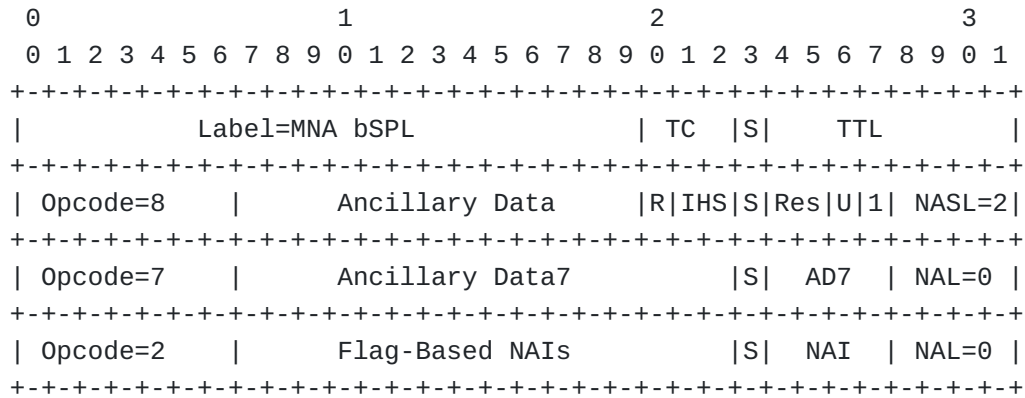 0                   1                   2                   3
 0 1 2 3 4 5 6 7 8 9 0 1 2 3 4 5 6 7 8 9 0 1 2 3 4 5 6 7 8 9 0 1
+-+-+-+-+-+-+-+-+-+-+-+-+-+-+-+-+-+-+-+-+-+-+-+-+-+-+-+-+-+-+-+-+
|           Label=MNA bSPL              | TC  |S|    TTL        |
+-+-+-+-+-+-+-+-+-+-+-+-+-+-+-+-+-+-+-+-+-+-+-+-+-+-+-+-+-+-+-+-+
| Opcode=8    |      Ancillary Data     |R|IHS|S|Res|U|1| NASL=2|
+-+-+-+-+-+-+-+-+-+-+-+-+-+-+-+-+-+-+-+-+-+-+-+-+-+-+-+-+-+-+-+-+
| Opcode=7    |      Ancillary Data7          |S|  AD7  | NAL=0 |
+-+-+-+-+-+-+-+-+-+-+-+-+-+-+-+-+-+-+-+-+-+-+-+-+-+-+-+-+-+-+-+-+
| Opcode=2    |      Flag-Based NAIs          |S|  NAI  | NAL=0 |
+-+-+-+-+-+-+-+-+-+-+-+-+-+-+-+-+-+-+-+-+-+-+-+-+-+-+-+-+-+-+-+-+